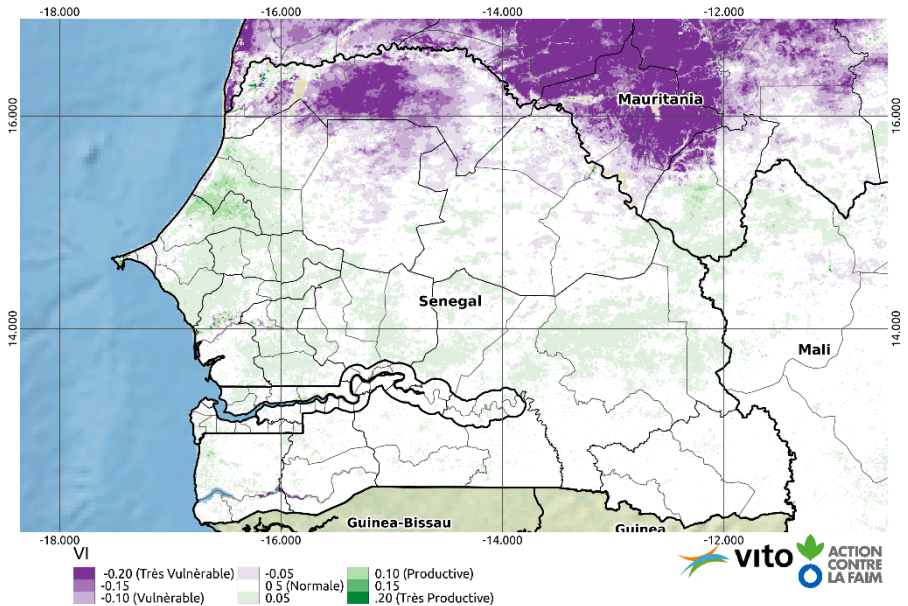 -18.000 -16.000 -14.000 -12.000
16.000 16.000
Mauritania
Senegal
14.000 14.000
Mali
Guinea-Bissau
Guinea
-18.000 -16.000 -14.000 -12.000
VI
-0.20 (Très Vulnèrable) -0.05 0.10 (Productive)
-0.15 0 5 (Normale) 0.15
-0.10 (Vulnèrable) 0.05 .20 (Très Productive)
vito
ACTION
CONTRE
LA FAIM